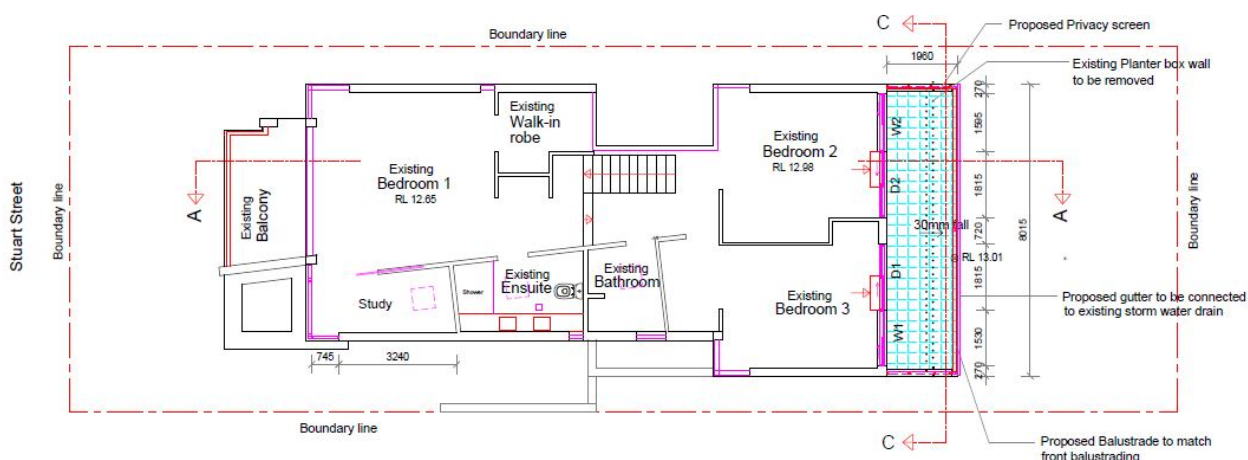 C
Proposed Privacy screen
Boundary line
1960
Existing Planter box wall
to be removed
270
Existing
Walk-in
robe
W2
1595
Existing
Bedroom 2
RL 12.98
Existing
Bedroom 1
RL 12.65
D2
1815
A
A
Stuart Street
Boundary line
Existing
Balcony
Boundary line
30mm fall
720
8015
@ RL 13.01
Existing
Bathroom
Existing
Ensuite
Shower
Study
D1
1815
Existing
Bedroom 3
Proposed gutter to be connected
to existing storm water drain
W1
1530
745
3240
270
Boundary line
C
Proposed Balustrade to match
front balustrading